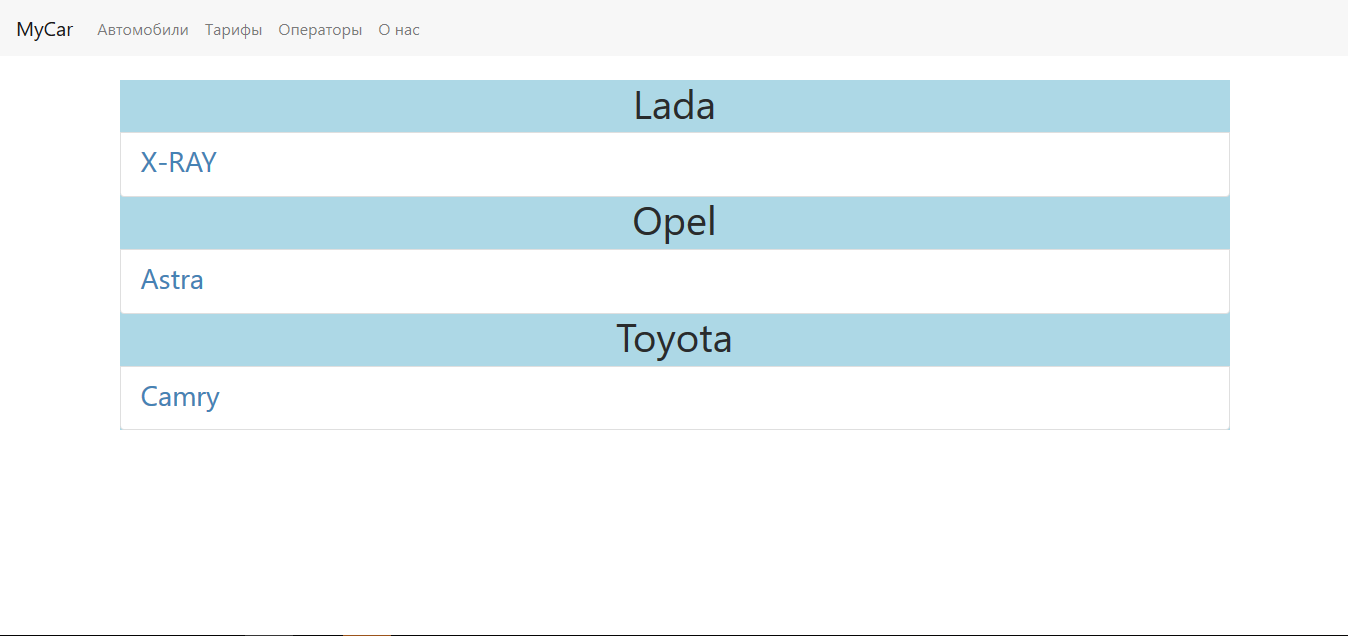 MyCar Автомобили Тарифы Операторы О нас
Lada
X-RAY
Opel
Astra
Toyota
Camry